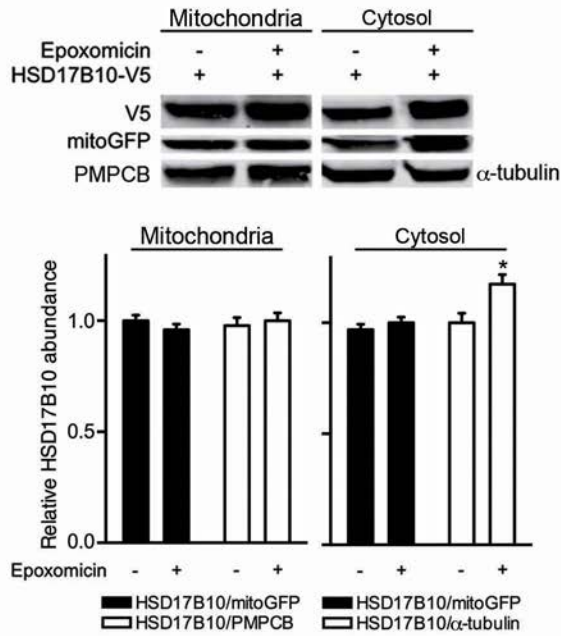 Mitochondria Cytosol
Epoxomicin - + - +
HSD17B10-V5 + + + +
V5
mitoGFP
PMPCB α-tubulin
Mitochondria Cytosol
*
Relative HSD17B10 abundance
1.0
0.5
0.0
Epoxomicin - + - + - + - +
HSD17B10/mitoGFP HSD17B10/mitoGFP
HSD17B10/PMPCB HSD17B10/α-tubulin